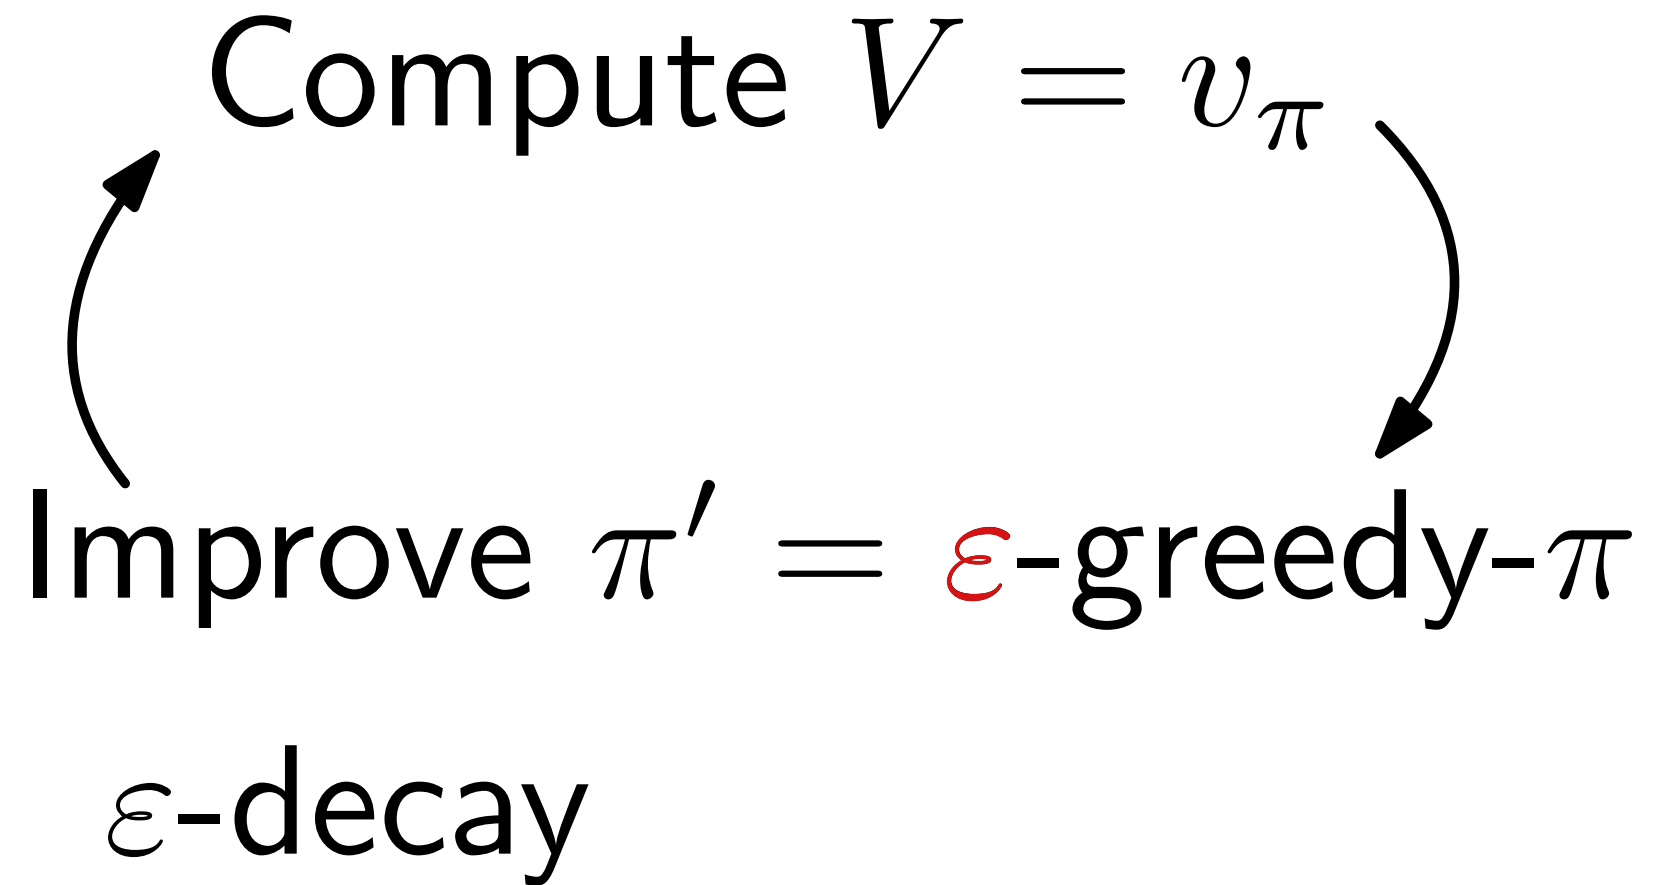 Compute V = v_π
Improve π′ = ε-greedy-π
ε-decay